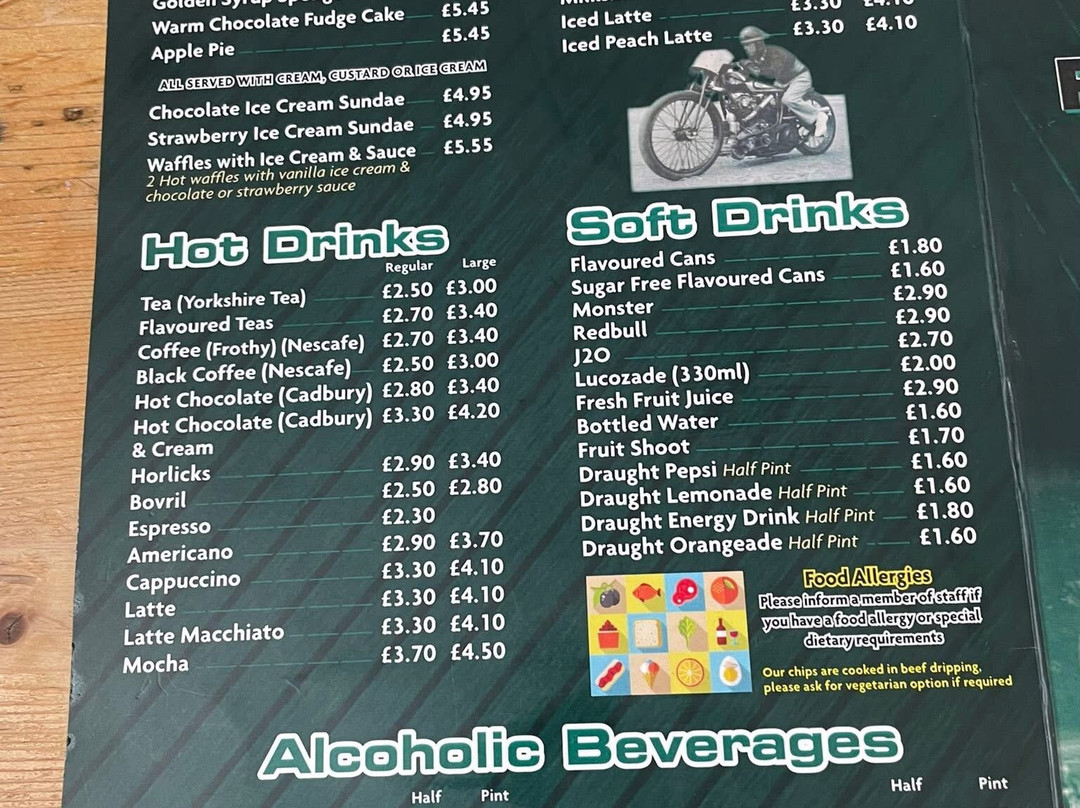 Golden Syrup
Warm Chocolate Fudge Cake £5.45
Apple Pie £5.45
ALL SERVED WITH CREAM, CUSTARD OR ICE CREAM
Chocolate Ice Cream Sundae £4.95
Strawberry Ice Cream Sundae £4.95
Waffles with Ice Cream & Sauce £5.55
2 Hot waffles with vanilla ice cream &
chocolate or strawberry sauce
Hot Drinks
Regular Large
Tea (Yorkshire Tea) £2.50 £3.00
Flavoured Teas £2.70 £3.40
Coffee (Frothy) (Nescafe) £2.70 £3.40
Black Coffee (Nescafe) £2.50 £3.00
Hot Chocolate (Cadbury) £2.80 £3.40
Hot Chocolate (Cadbury) £3.30 £4.20
& Cream
Horlicks £2.90 £3.40
Bovril £2.50 £2.80
Espresso £2.30
Americano £2.90 £3.70
Cappuccino £3.30 £4.10
Latte £3.30 £4.10
Latte Macchiato £3.30 £4.10
Mocha £3.70 £4.50
Iced Latte £3.30 £4.10
Iced Peach Latte £3.30 £4.10
Soft Drinks
Flavoured Cans £1.80
Sugar Free Flavoured Cans £1.60
Monster £2.90
Redbull £2.90
J2O £2.70
Lucozade (330ml) £2.00
Fresh Fruit Juice £2.90
Bottled Water £1.60
Fruit Shoot £1.70
Draught Pepsi Half Pint £1.60
Draught Lemonade Half Pint £1.60
Draught Energy Drink Half Pint £1.80
Draught Orangeade Half Pint £1.60
Food Allergies
Please inform a member of staff if
you have a food allergy or special
dietary requirements
Our chips are cooked in beef dripping,
please ask for vegetarian option if required
Alcoholic Beverages
Half Pint Half Pint